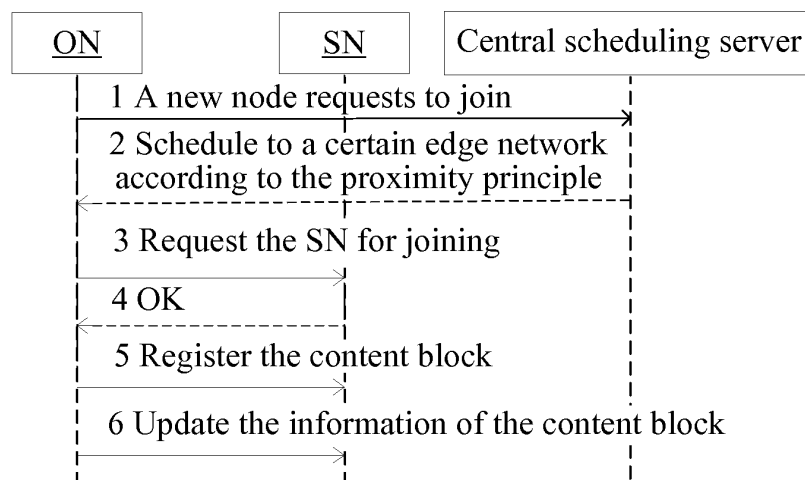 ON
SN
Central scheduling server
1 A new node requests to join
2 Schedule to a certain edge network
according to the proximity principle
3 Request the SN for joining
4 OK
5 Register the content block
6 Update the information of the content block